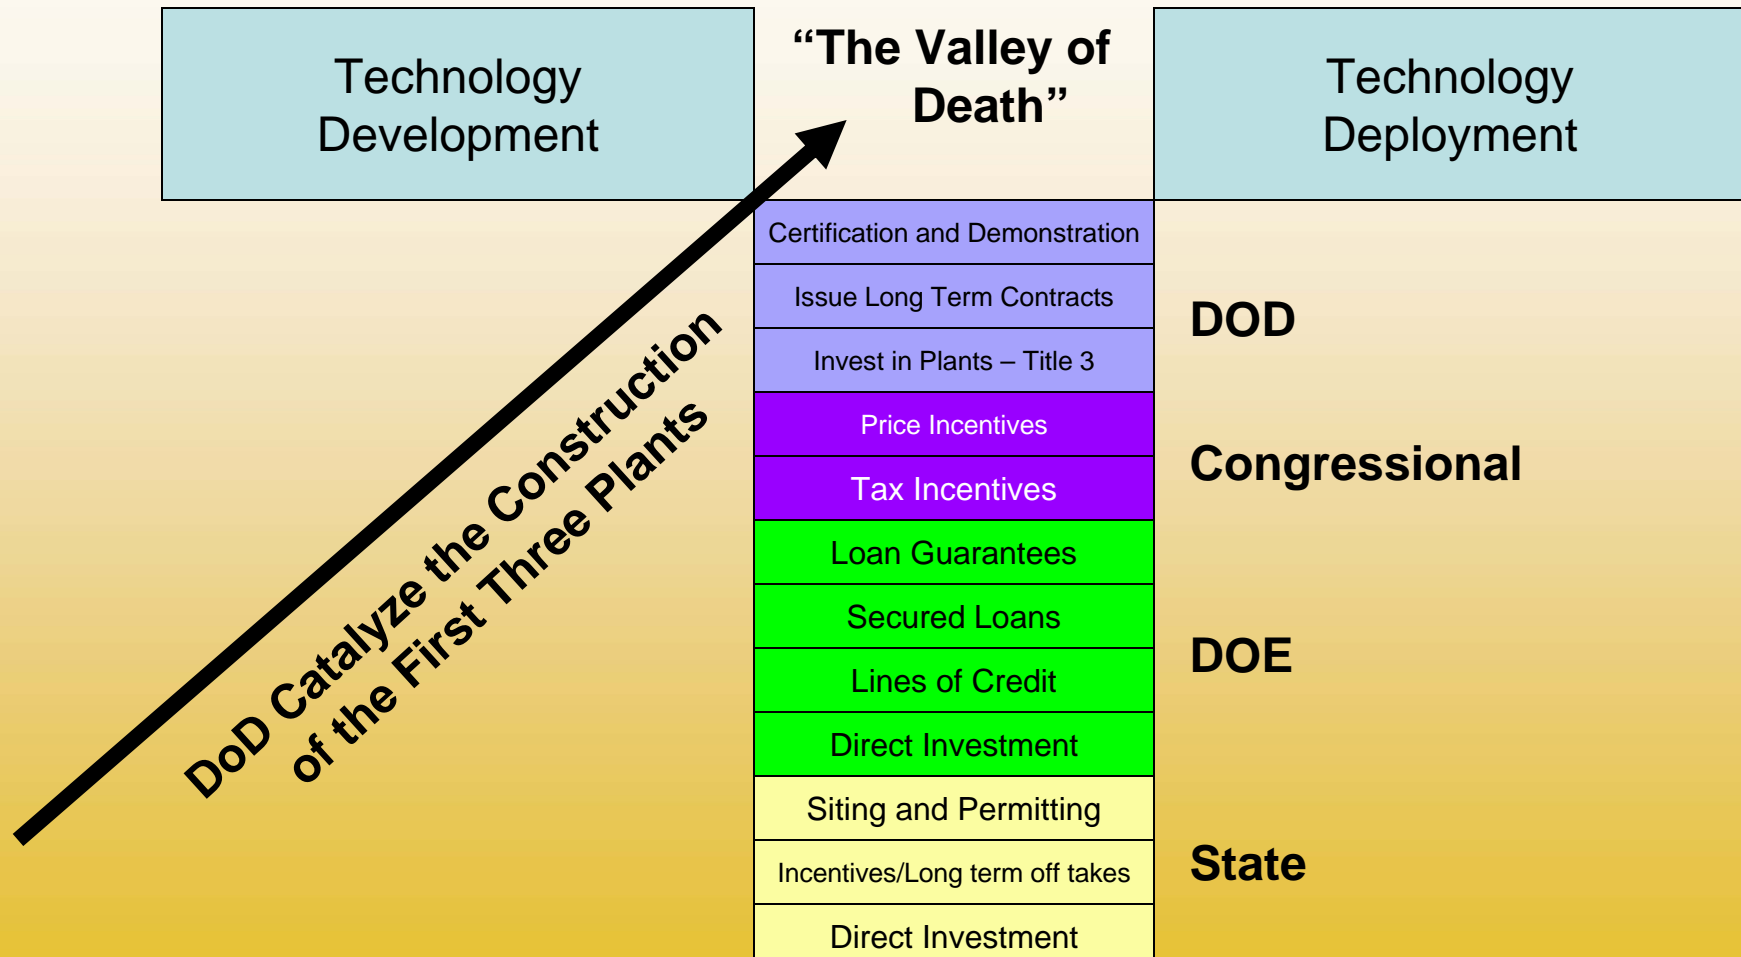 Technology
Development
“The Valley of
Death”
Technology
Deployment
Certification and Demonstration
Issue Long Term Contracts
Invest in Plants – Title 3
DOD
Price Incentives
Tax Incentives
Congressional
Loan Guarantees
Secured Loans
Lines of Credit
Direct Investment
DOE
Siting and Permitting
Incentives/Long term off takes
Direct Investment
State
DoD Catalyze the Construction
of the First Three Plants